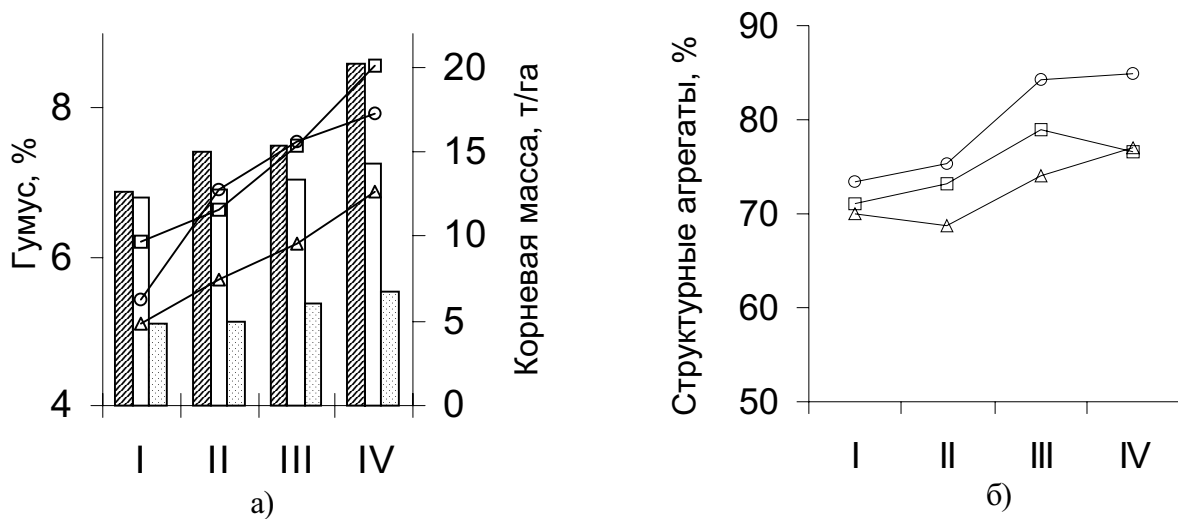 Гумус, %
8
6
4
20
15
10
5
0
Корневая масса, т/га
I II III IV
а)
Структурные агрегаты, %
90
80
70
60
50
I II III IV
б)